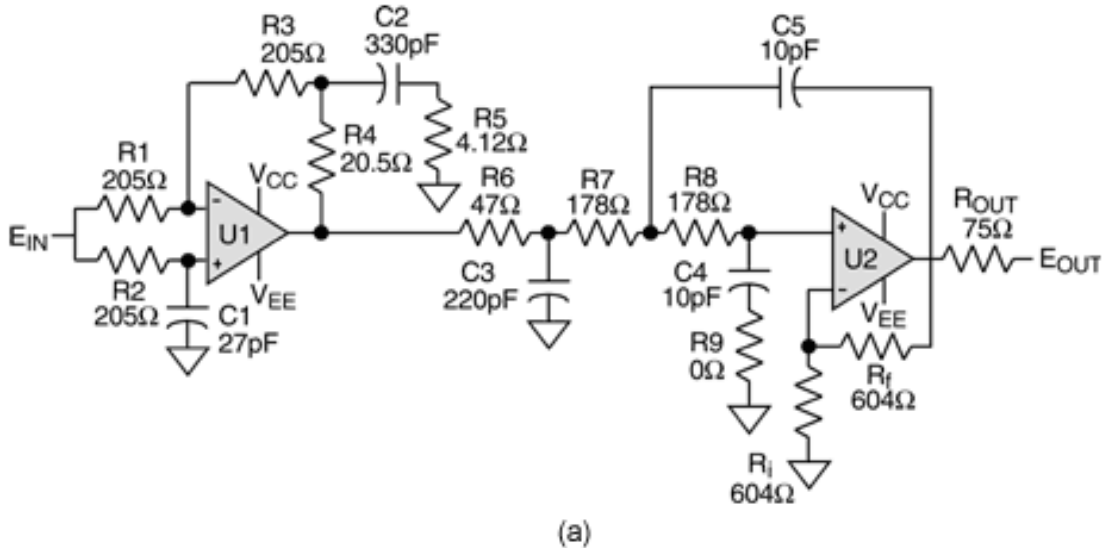 R3
205Ω
C2
330pF
R5
4.12Ω
R4
20.5Ω
C5
10pF
R1
205Ω
VCC
-
U1
+
VEE
EIN
R2
205Ω
C1
27pF
R6
47Ω
R7
178Ω
R8
178Ω
C3
220pF
C4
10pF
R9
0Ω
VCC
+
U2
-
VEE
ROUT
75Ω
EOUT
Rf
604Ω
Ri
604Ω
(a)